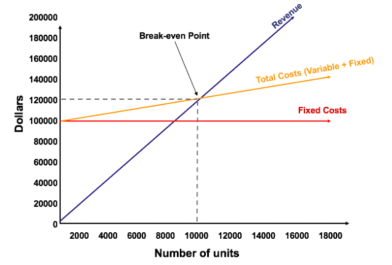 Revenue
200000
Break-even Point
180000
160000
Total Costs (Variable + Fixed)
140000
120000
Fixed Costs
100000
80000
60000
40000
20000
0
Dollars
2000 4000 6000 8000 10000 12000 14000 16000 18000
Number of units